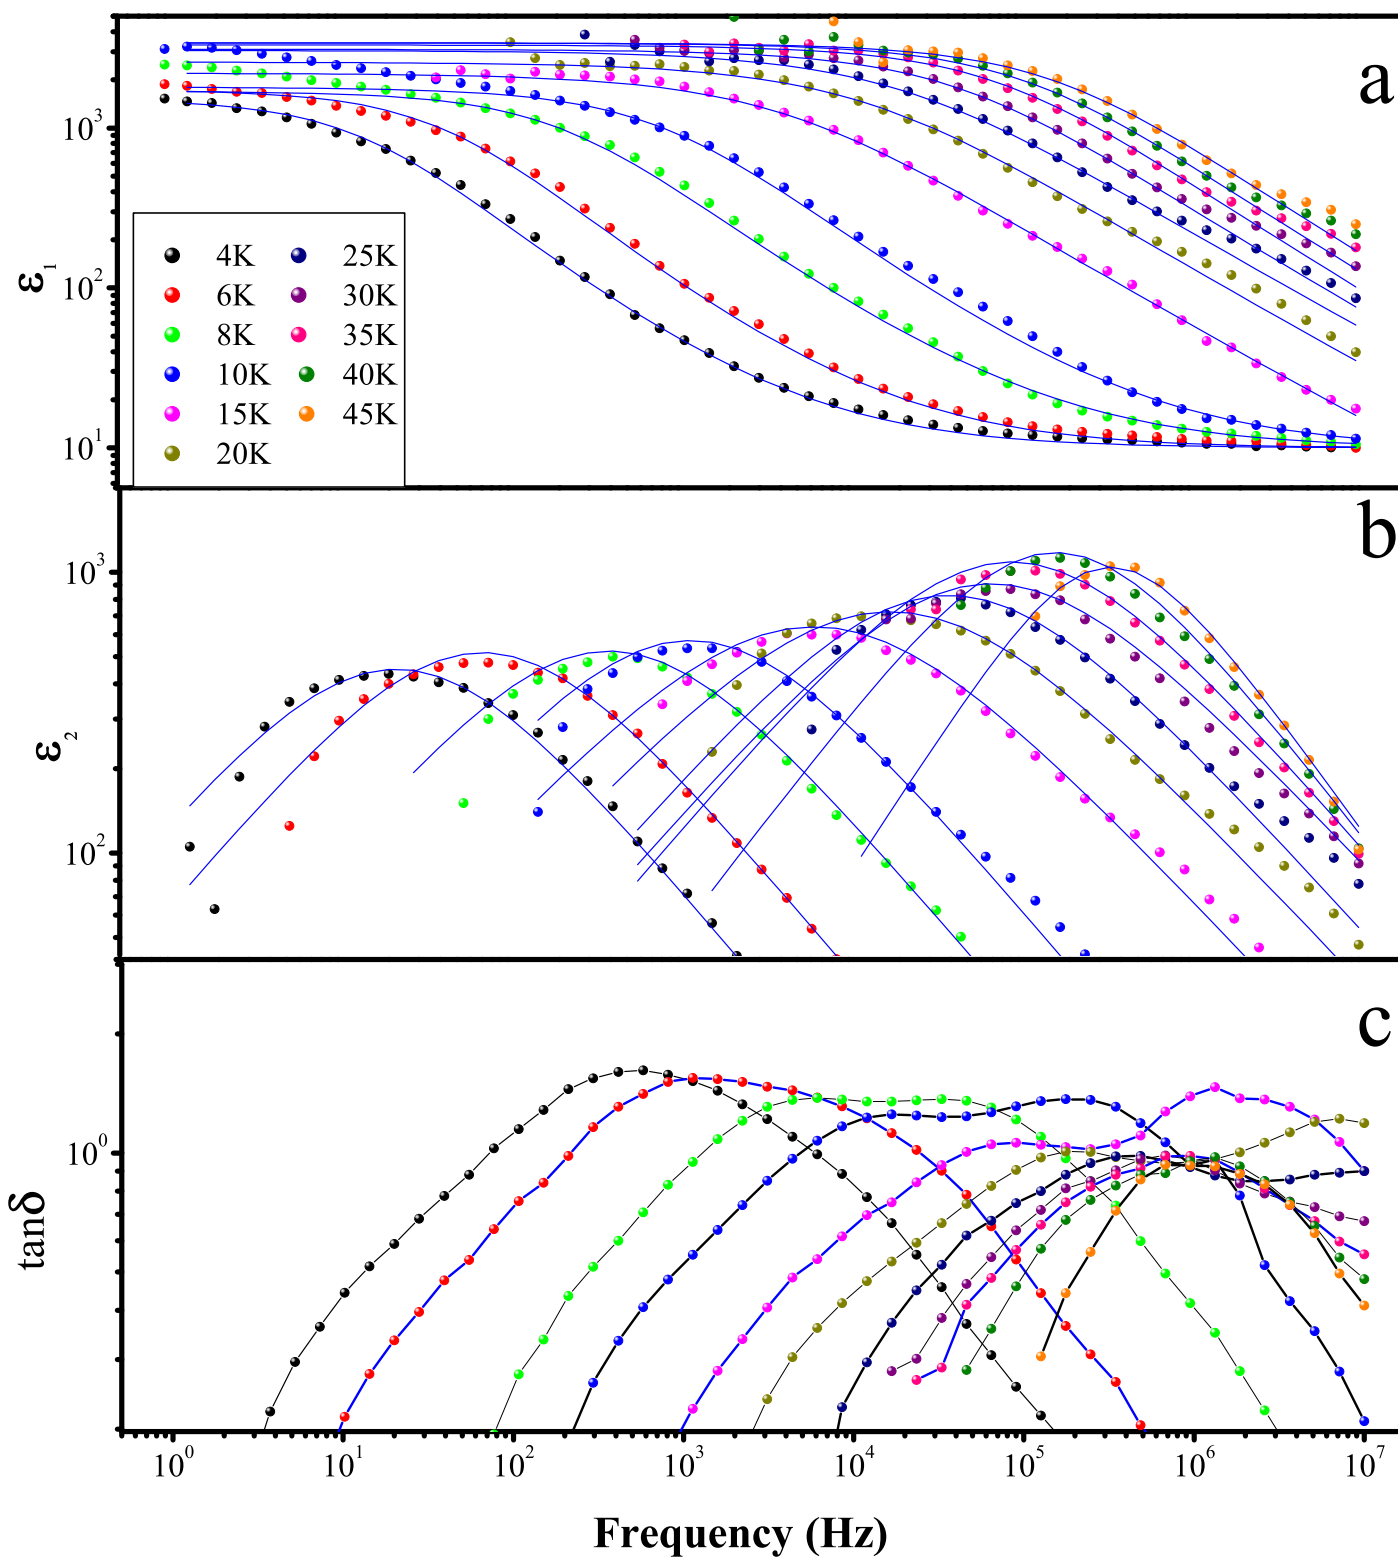 a
10³
10²
10¹
ε₁
4K 25K
6K 30K
8K 35K
10K 40K
15K 45K
20K
b
10³
10²
ε₂
c
10⁰
tanδ
10⁰ 10¹ 10² 10³ 10⁴ 10⁵ 10⁶ 10⁷
Frequency (Hz)